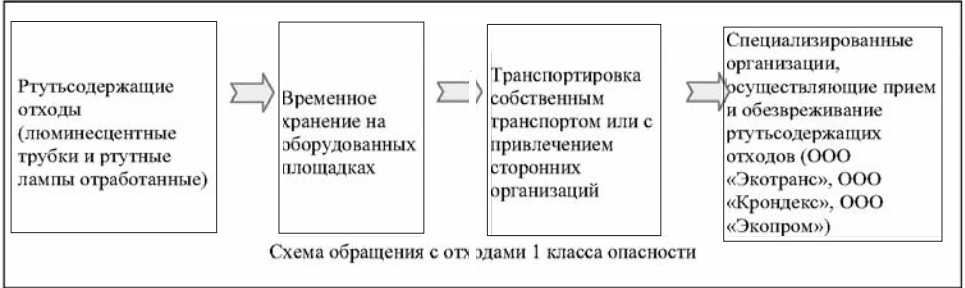 Ртутьсодержащие
отходы
(люминесцентные
трубки и ртутные
лампы отработанные)
Временное
хранение на
оборудованных
площадках
Транспортировка
собственным
транспортом или с
привлечением
сторонних
организаций
Специализированные
организации,
осуществляющие прием
и обезвреживание
ртутьсодержащих
отходов (ООО
«Экотранс», ООО
«Крондекс», ООО
«Экопром»)
Схема обращения с отходами 1 класса опасности